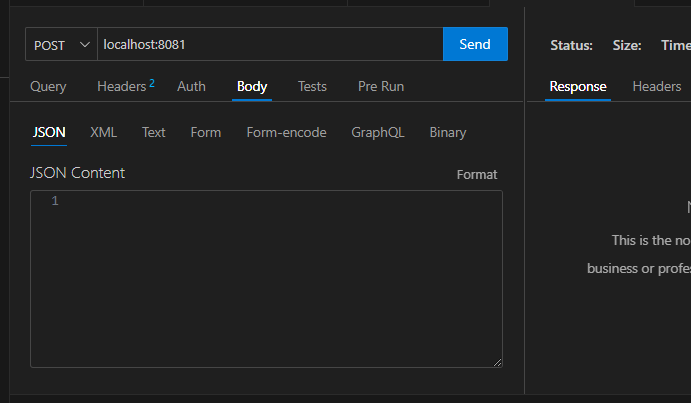 POST localhost:8081 Send
Query Headers 2 Auth Body Tests Pre Run
JSON XML Text Form Form-encode GraphQL Binary
JSON Content Format
1
Status: Size: Time
Response Headers
N
This is the no
business or profes